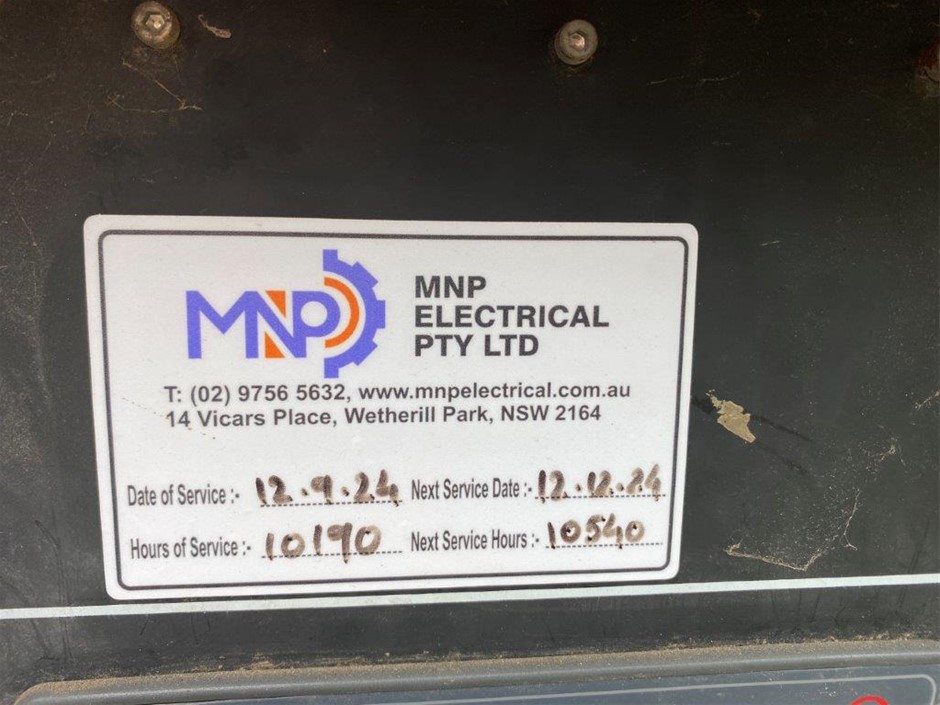 MNP
MNP
ELECTRICAL
PTY LTD
T: (02) 9756 5632, www.mnpelectrical.com.au
14 Vicars Place, Wetherill Park, NSW 2164
Date of Service :- 12.9.24 Next Service Date :- 12.12.24
Hours of Service :- 10190 Next Service Hours :- 10540